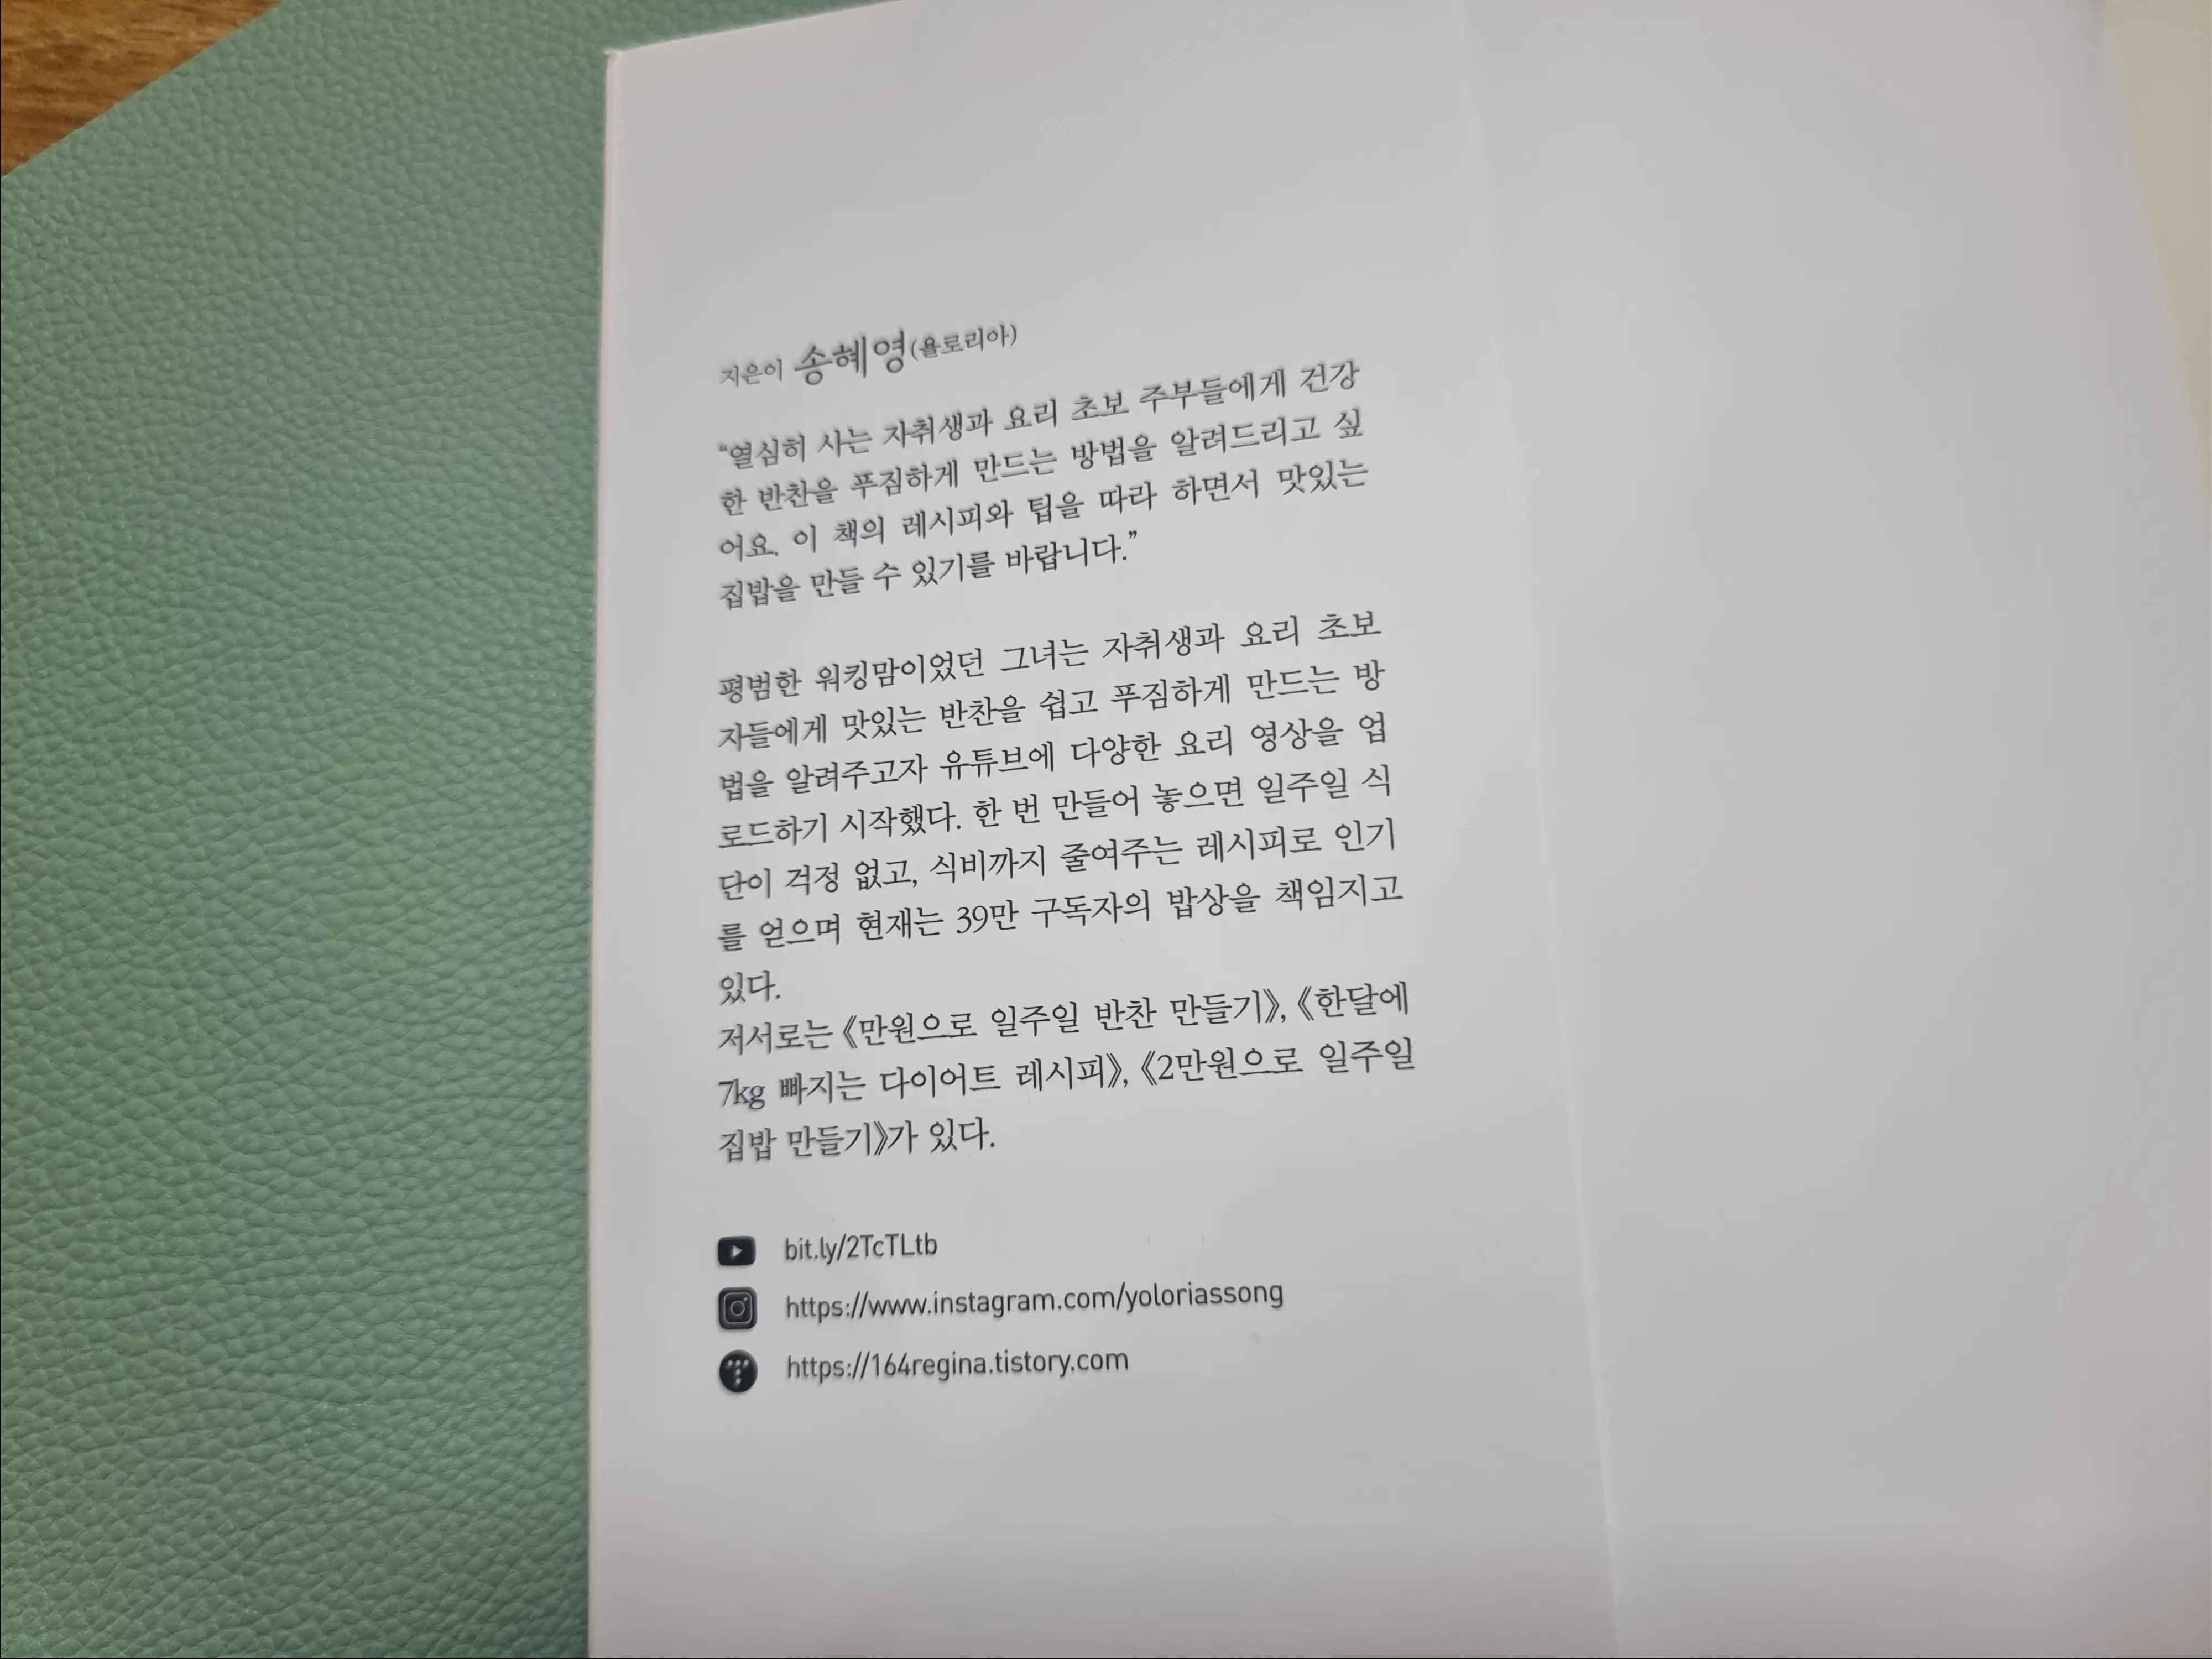 지은이 송혜영(욜로리아)
“열심히 사는 자취생과 요리 초보 주부들에게 건강
한 반찬을 푸짐하게 만드는 방법을 알려드리고 싶
어요. 이 책의 레시피와 팁을 따라 하면서 맛있는
집밥을 만들 수 있기를 바랍니다.”
평범한 워킹맘이었던 그녀는 자취생과 요리 초보
자들에게 맛있는 반찬을 쉽고 푸짐하게 만드는 방
법을 알려주고자 유튜브에 다양한 요리 영상을 업
로드하기 시작했다. 한 번 만들어 놓으면 일주일 식
단이 걱정 없고, 식비까지 줄여주는 레시피로 인기
를 얻으며 현재는 39만 구독자의 밥상을 책임지고
있다.
저서로는 《만원으로 일주일 반찬 만들기》, 《한달에
7kg 빠지는 다이어트 레시피》, 《2만원으로 일주일
집밥 만들기》가 있다.
bit.ly/2TcTLtb
https://www.instagram.com/yoloriassong
https://164regina.tistory.com